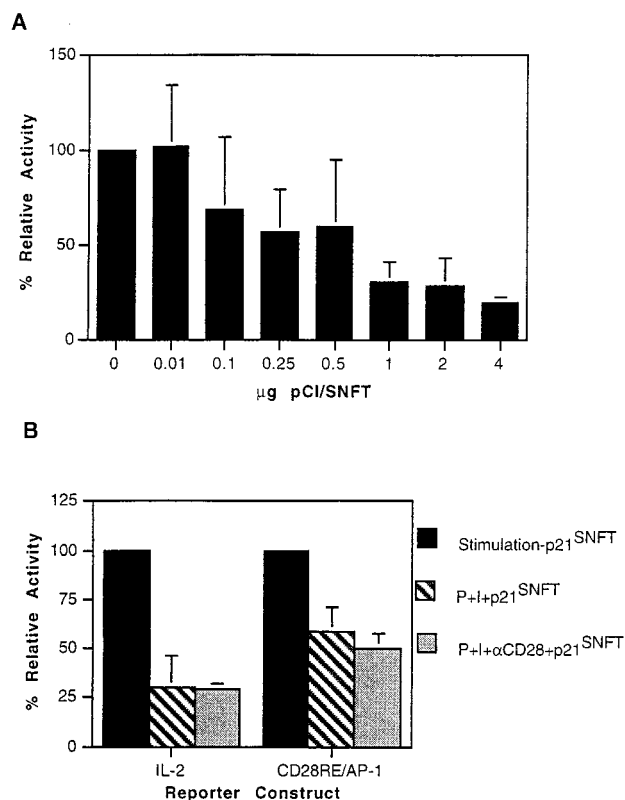 A
150
100
50
0
% Relative Activity
0 0.01 0.1 0.25 0.5 1 2 4
μg pCI/SNFT
B
125
100
75
50
25
0
% Relative Activity
IL-2 CD28RE/AP-1
Reporter Construct
Stimulation-p21SNFT
P+I+p21SNFT
P+I+αCD28+p21SNFT